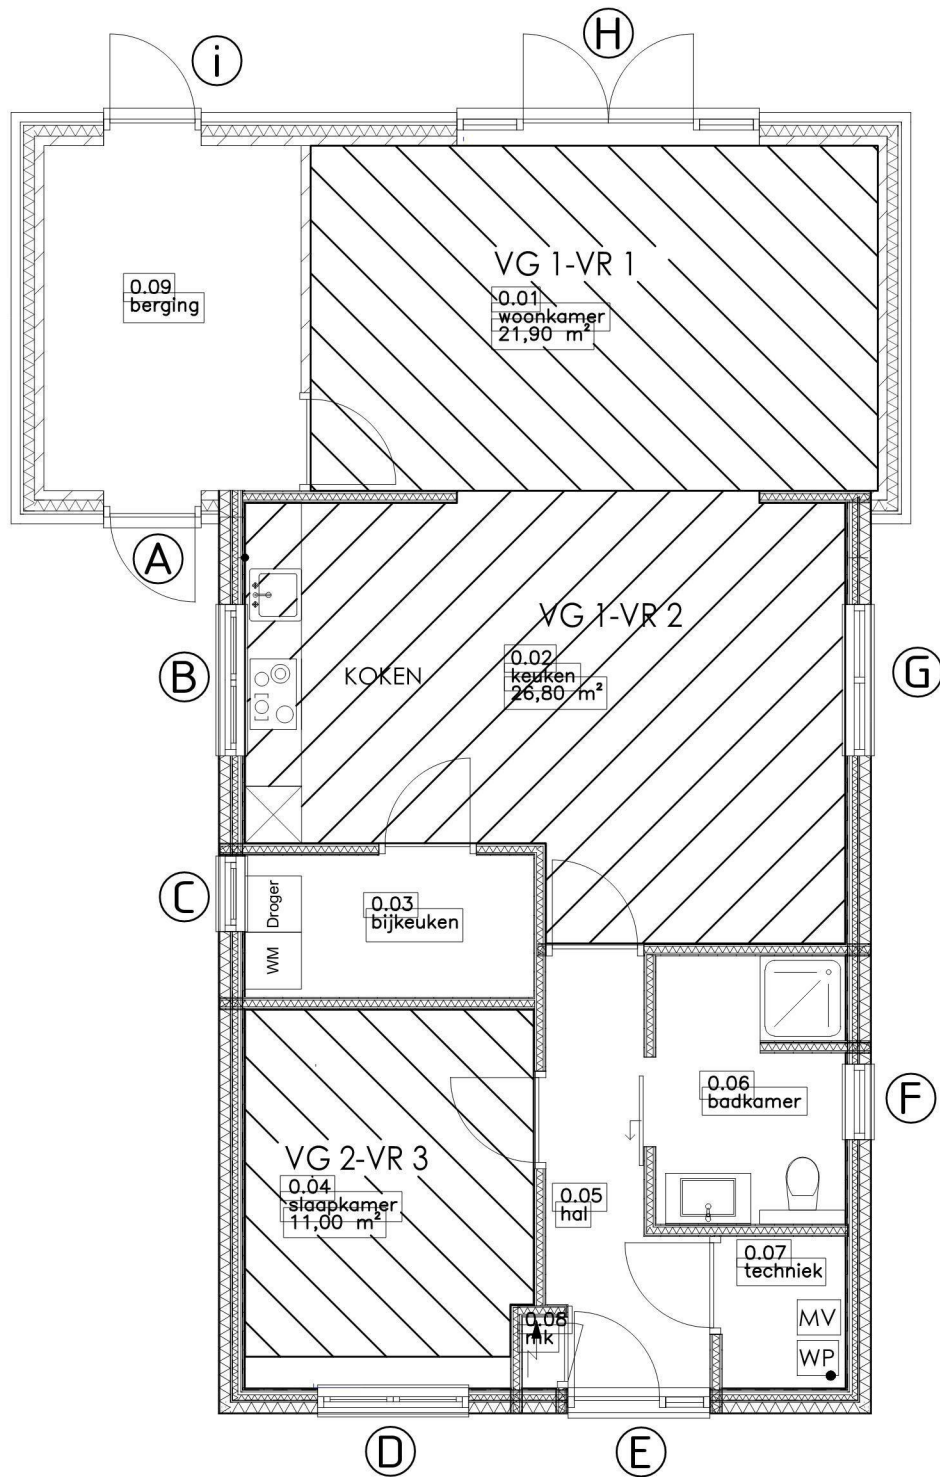 i
H
VG 1-VR 1
0.09
berging
0.01
woonkamer
21,90 m²
A
VG 1-VR 2
B
KOKEN
0.02
keuken
26,80 m²
G
C
Droger
WM
0.03
bijkeuken
0.06
badkamer
F
VG 2-VR 3
0.04
slaapkamer
11,00 m²
0.05
hal
0.07
techniek
0.08
mk
N
MV
WP
D
E